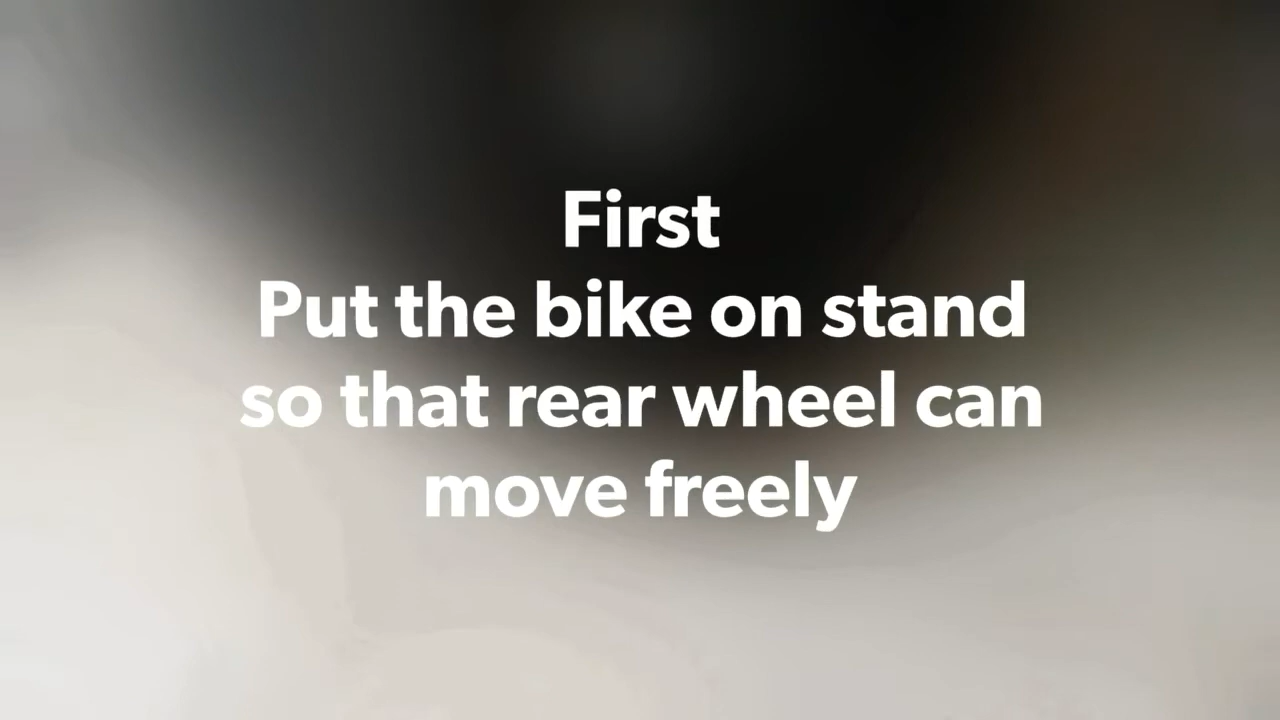 First
Put the bike on stand
so that rear wheel can
move freely